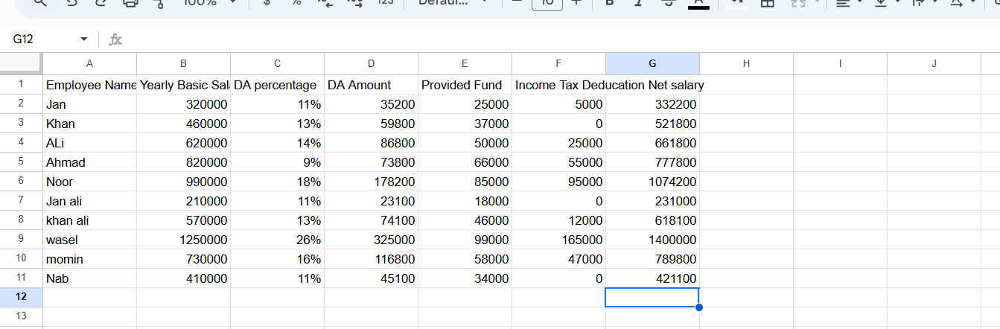 100% $ % 123 10 B I A
G12 fx
A B C D E F G H I J
1 Employee Name Yearly Basic Sal DA percentage DA Amount Provided Fund Income Tax Deducation Net salary
2 Jan 320000 11% 35200 25000 5000 332200
3 Khan 460000 13% 59800 37000 0 521800
4 ALi 620000 14% 86800 50000 25000 661800
5 Ahmad 820000 9% 73800 66000 55000 777800
6 Noor 990000 18% 178200 85000 95000 1074200
7 Jan ali 210000 11% 23100 18000 0 231000
8 khan ali 570000 13% 74100 46000 12000 618100
9 wasel 1250000 26% 325000 99000 165000 1400000
10 momin 730000 16% 116800 58000 47000 789800
11 Nab 410000 11% 45100 34000 0 421100
12
13